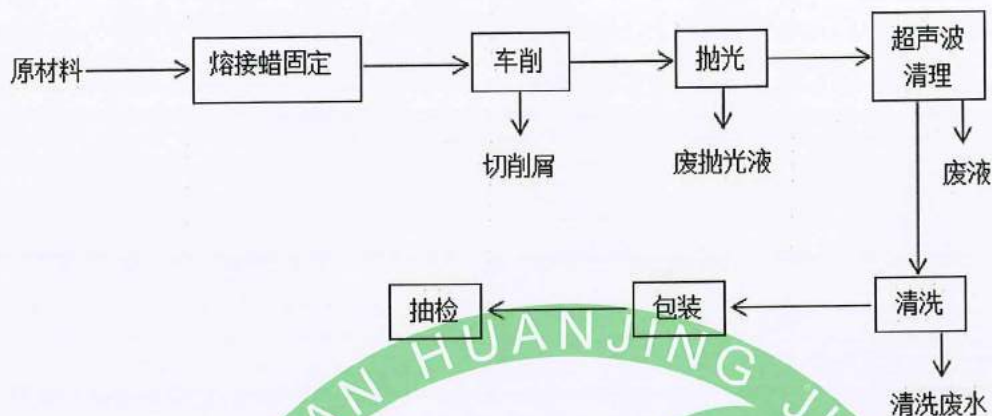 原材料
熔接蜡固定
车削
抛光
超声波
清理
切削屑
废抛光液
废液
抽检
包装
清洗
清洗废水
AN HUANJING JI